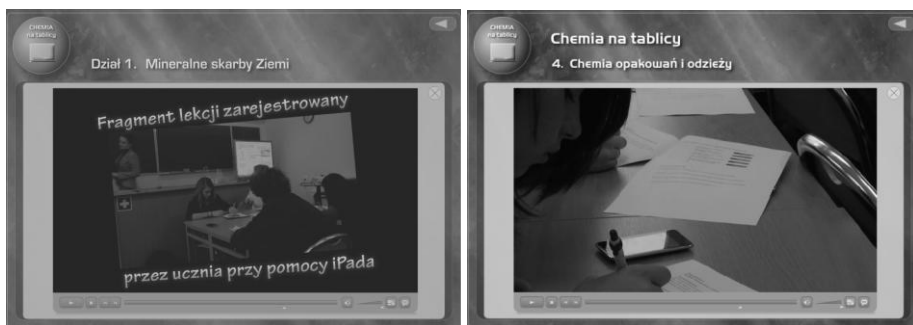 CHEMIA
na tablicy
Dział 1. Mineralne skarby Ziemi
Fragment lekcji zarejestrowany
przez ucznia przy pomocy iPada
CHEMIA
na tablicy
Chemia na tablicy
4. Chemia opakowań i odzieży